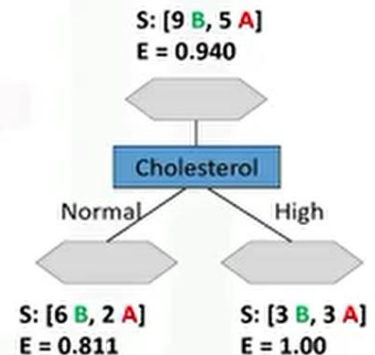 S: [9 B, 5 A]
E = 0.940
Cholesterol
Normal
High
S: [6 B, 2 A]
E = 0.811
S: [3 B, 3 A]
E = 1.00